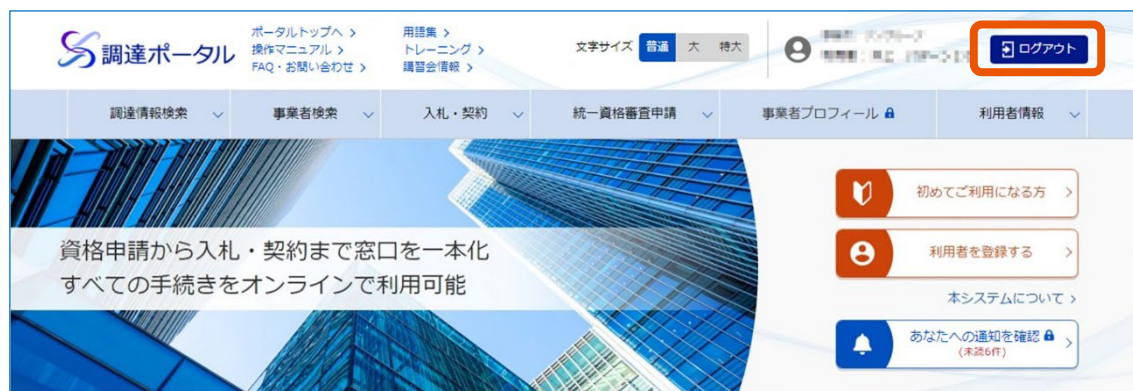 調達ポータル
ポータルトップへ >
操作マニュアル >
FAQ・お問い合わせ >
用語集 >
トレーニング >
講習会情報 >
文字サイズ 普通 大 特大
ログアウト
調達情報検索
事業者検索
入札・契約
統一資格審査申請
事業者プロフィール
利用者情報
初めてご利用になる方 >
資格申請から入札・契約まで窓口を一本化
すべての手続きをオンラインで利用可能
利用者を登録する >
本システムについて >
あなたへの通知を確認 >
(未読6件)